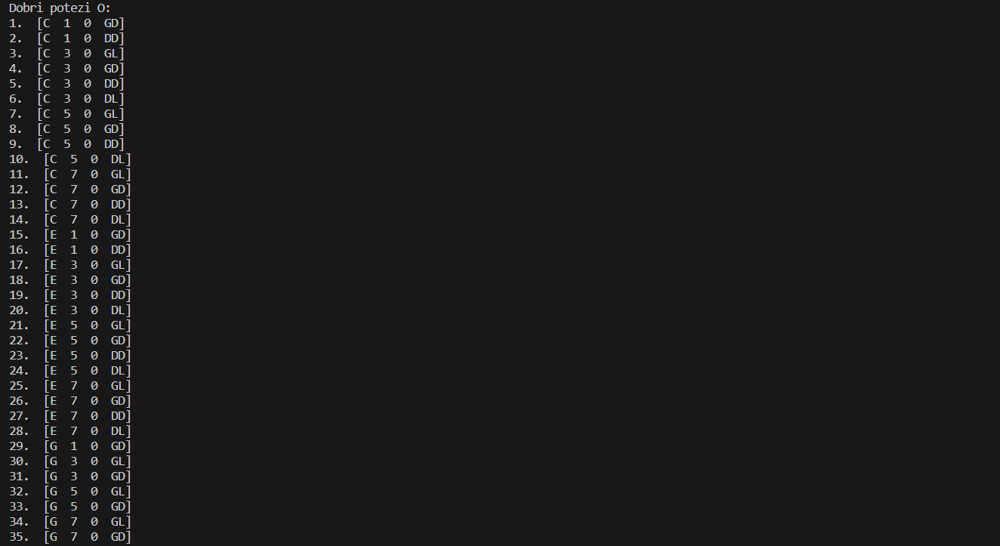 Dobri potezi O:
1.  [C  1  0  GD]
2.  [C  1  0  DD]
3.  [C  3  0  GL]
4.  [C  3  0  GD]
5.  [C  3  0  DD]
6.  [C  3  0  DL]
7.  [C  5  0  GL]
8.  [C  5  0  GD]
9.  [C  5  0  DD]
10.  [C  5  0  DL]
11.  [C  7  0  GL]
12.  [C  7  0  GD]
13.  [C  7  0  DD]
14.  [C  7  0  DL]
15.  [E  1  0  GD]
16.  [E  1  0  DD]
17.  [E  3  0  GL]
18.  [E  3  0  GD]
19.  [E  3  0  DD]
20.  [E  3  0  DL]
21.  [E  5  0  GL]
22.  [E  5  0  GD]
23.  [E  5  0  DD]
24.  [E  5  0  DL]
25.  [E  7  0  GL]
26.  [E  7  0  GD]
27.  [E  7  0  DD]
28.  [E  7  0  DL]
29.  [G  1  0  GD]
30.  [G  3  0  GL]
31.  [G  3  0  GD]
32.  [G  5  0  GL]
33.  [G  5  0  GD]
34.  [G  7  0  GL]
35.  [G  7  0  GD]